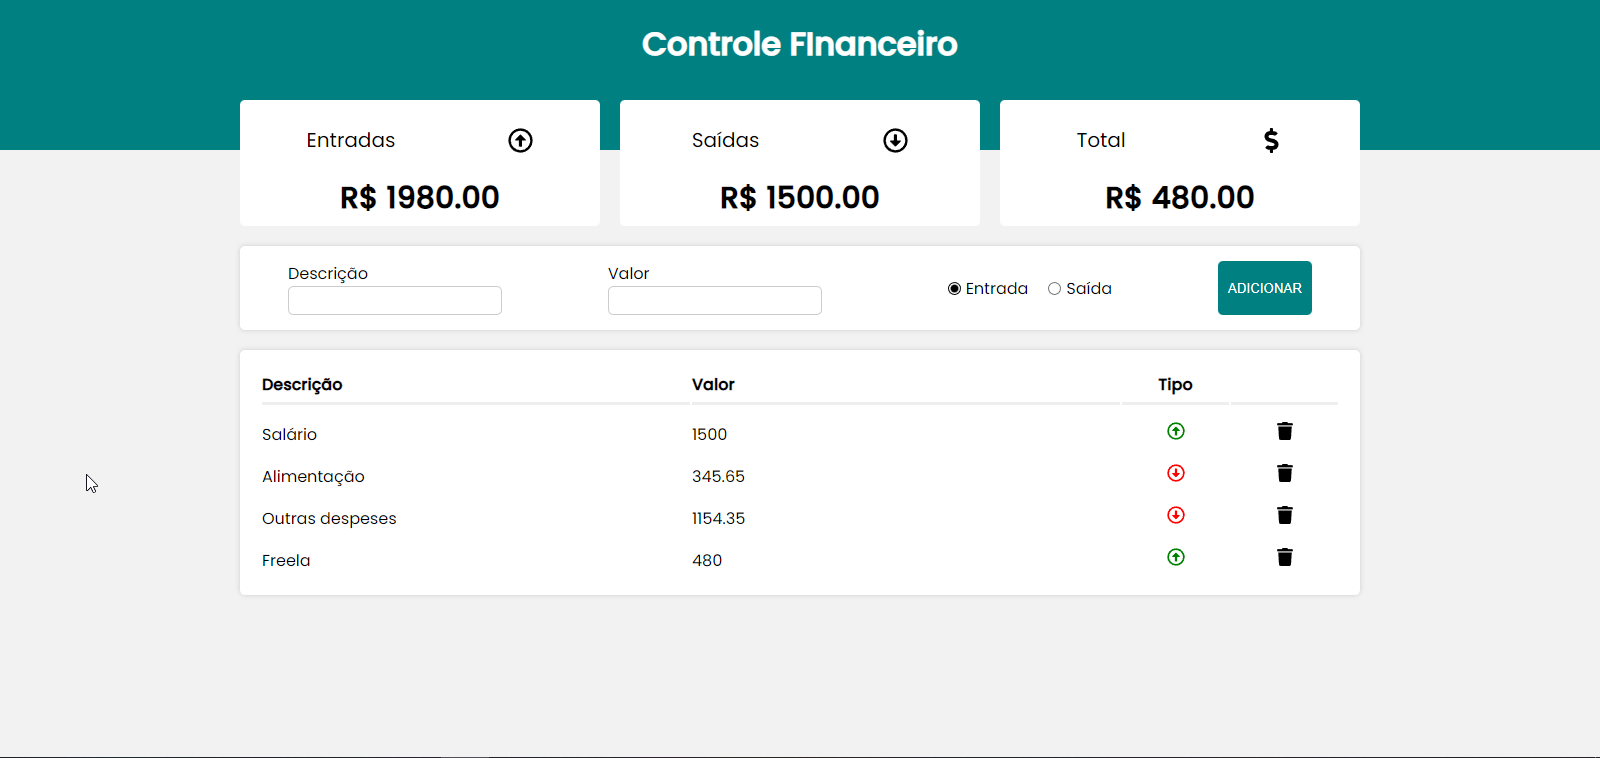 Controle FInanceiro
Entradas
R$ 1980.00
Saídas
R$ 1500.00
Total
R$ 480.00
Descrição
Valor
Entrada Saída
ADICIONAR
Descrição Valor Tipo
Salário 1500
Alimentação 345.65
Outras despeses 1154.35
Freela 480